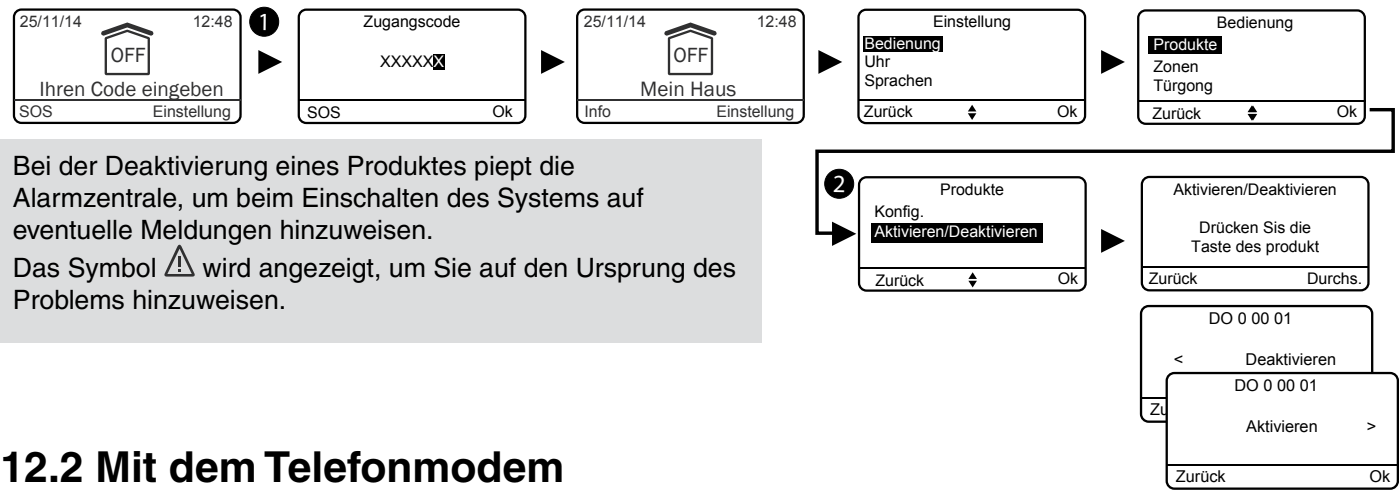 25/11/14 12:48
OFF
Ihren Code eingeben
SOS Einstellung
1
Zugangscode
XXXXXX
SOS Ok
25/11/14 12:48
OFF
Mein Haus
Info Einstellung
Einstellung
Bedienung
Uhr
Sprachen
Zurück Ok
Bedienung
Produkte
Zonen
Türgong
Zurück Ok
Bei der Deaktivierung eines Produktes piept die
Alarmzentrale, um beim Einschalten des Systems auf
eventuelle Meldungen hinzuweisen.
Das Symbol ⚠ wird angezeigt, um Sie auf den Ursprung des
Problems hinzuweisen.
2
Produkte
Konfig.
Aktivieren/Deaktivieren
Zurück Ok
Aktivieren/Deaktivieren
Drücken Sis die
Taste des produkt
Zurück Durchs.
DO 0 00 01
< Deaktivieren
Zu
DO 0 00 01
Aktivieren >
Zurück Ok
12.2 Mit dem Telefonmodem